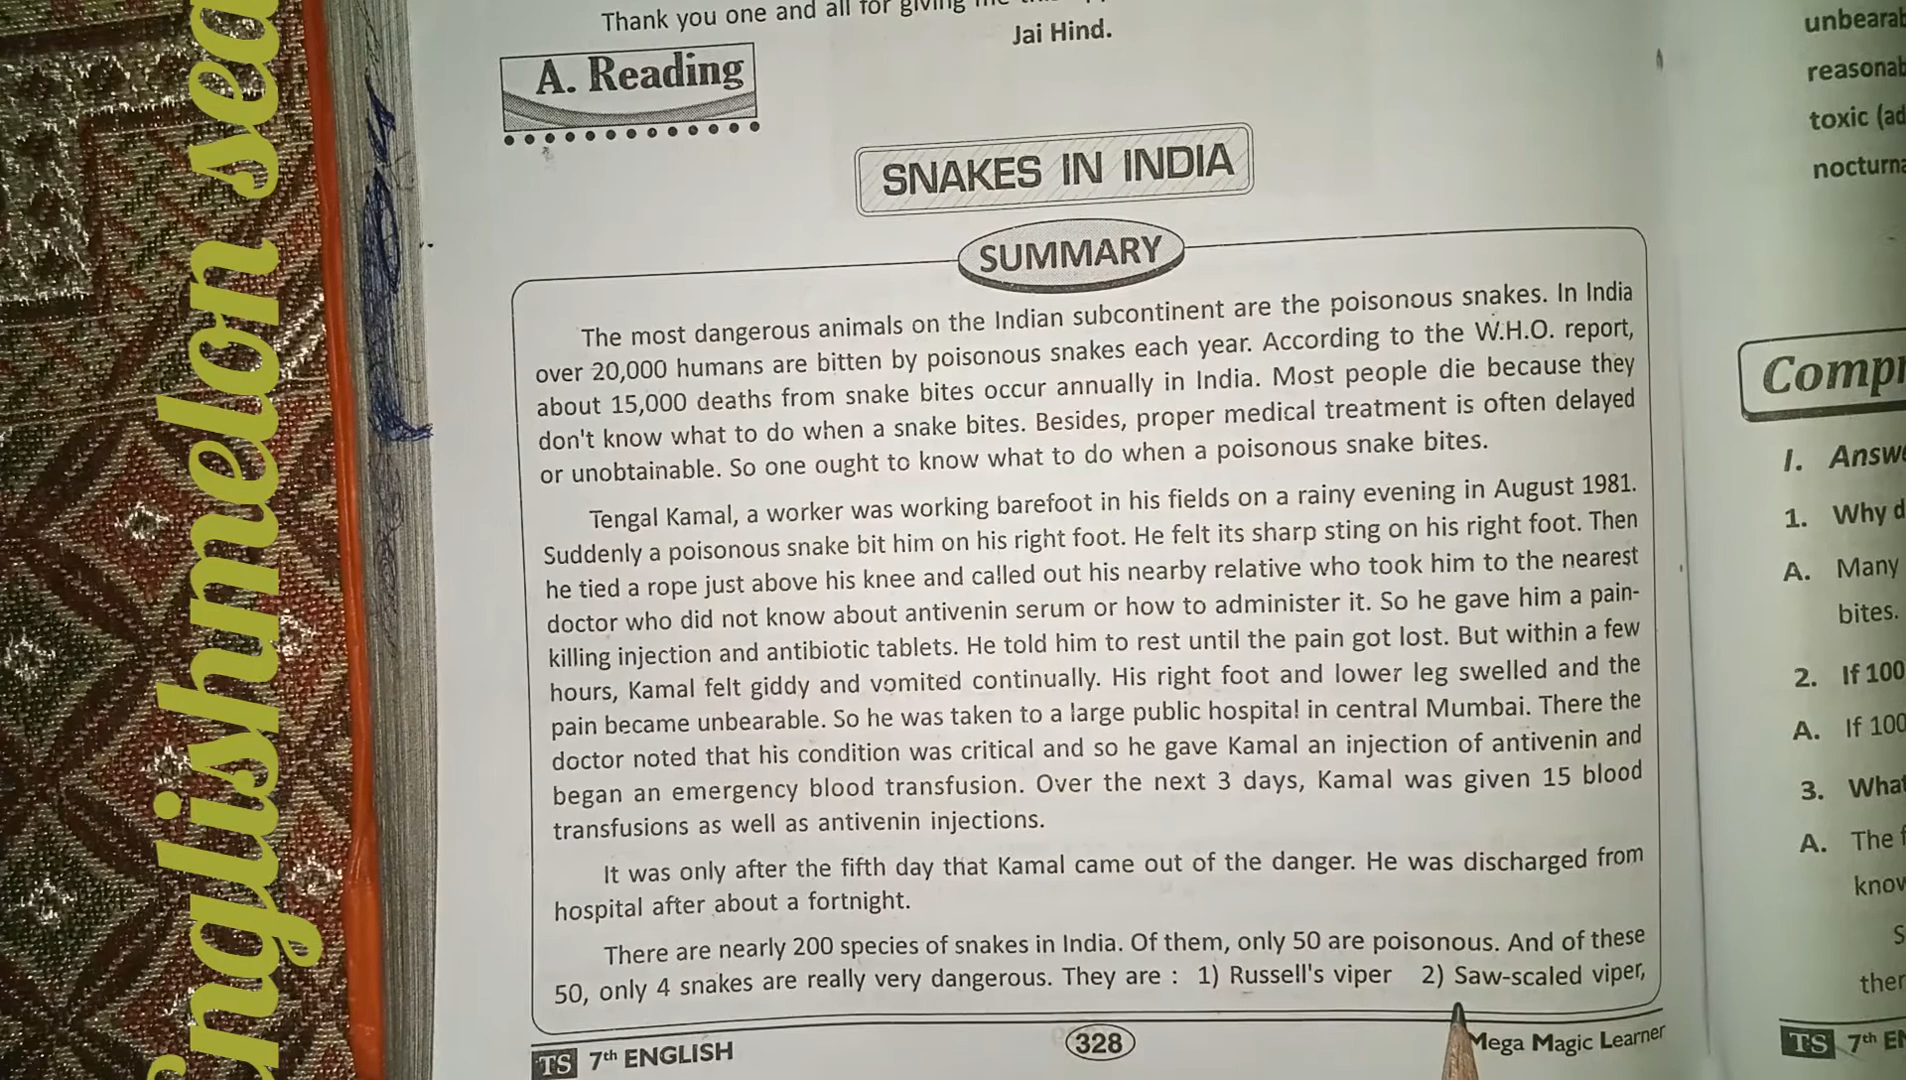 Thank you one and all for giving
Jai Hind.
A. Reading
SNAKES IN INDIA
SUMMARY
The most dangerous animals on the Indian subcontinent are the poisonous snakes. In India
over 20,000 humans are bitten by poisonous snakes each year. According to the W.H.O. report,
about 15,000 deaths from snake bites occur annually in India. Most people die because they
don't know what to do when a snake bites. Besides, proper medical treatment is often delayed
or unobtainable. So one ought to know what to do when a poisonous snake bites.
Tengal Kamal, a worker was working barefoot in his fields on a rainy evening in August 1981.
Suddenly a poisonous snake bit him on his right foot. He felt its sharp sting on his right foot. Then
he tied a rope just above his knee and called out his nearby relative who took him to the nearest
doctor who did not know about antivenin serum or how to administer it. So he gave him a pain-
killing injection and antibiotic tablets. He told him to rest until the pain got lost. But within a few
hours, Kamal felt giddy and vomited continually. His right foot and lower leg swelled and the
pain became unbearable. So he was taken to a large public hospital in central Mumbai. There the
doctor noted that his condition was critical and so he gave Kamal an injection of antivenin and
began an emergency blood transfusion. Over the next 3 days, Kamal was given 15 blood
transfusions as well as antivenin injections.
It was only after the fifth day that Kamal came out of the danger. He was discharged from
hospital after about a fortnight.
There are nearly 200 species of snakes in India. Of them, only 50 are poisonous. And of these
50, only 4 snakes are really very dangerous. They are : 1) Russell's viper 2) Saw-scaled viper,
TS 7th ENGLISH
328
Mega Magic Learner
toxic (ad
I.
1. Why d
A. Many
bites.
2. If 100
A. If 100
3. What
A. The
TS 7th
Englishmelon sea